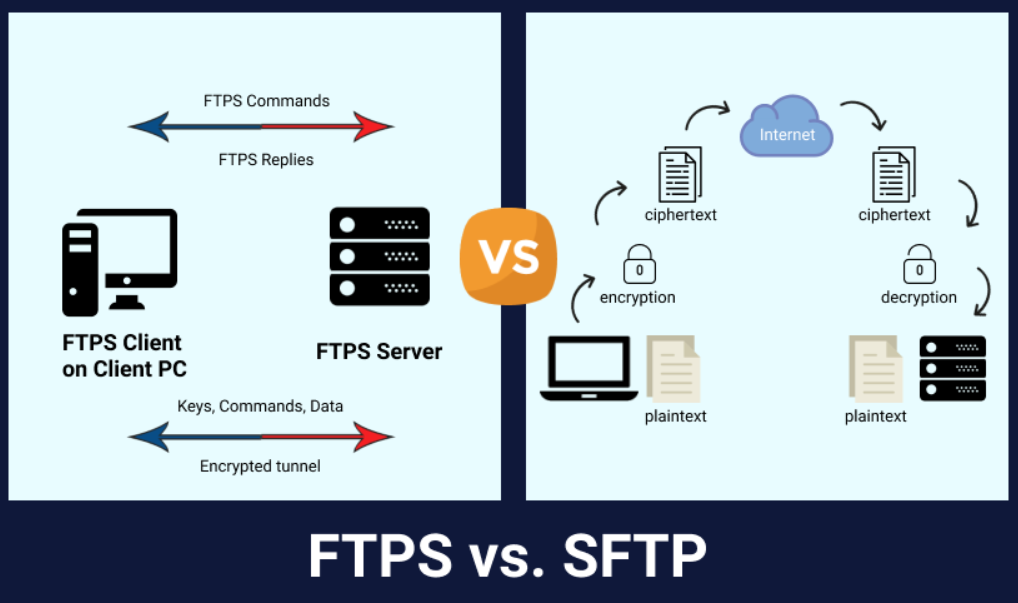 FTPS Commands
FTPS Replies
FTPS Client
on Client PC
FTPS Server
Keys, Commands, Data
Encrypted tunnel
VS
Internet
ciphertext
ciphertext
0
0
encryption
decryption
plaintext
plaintext
FTPS vs. SFTP